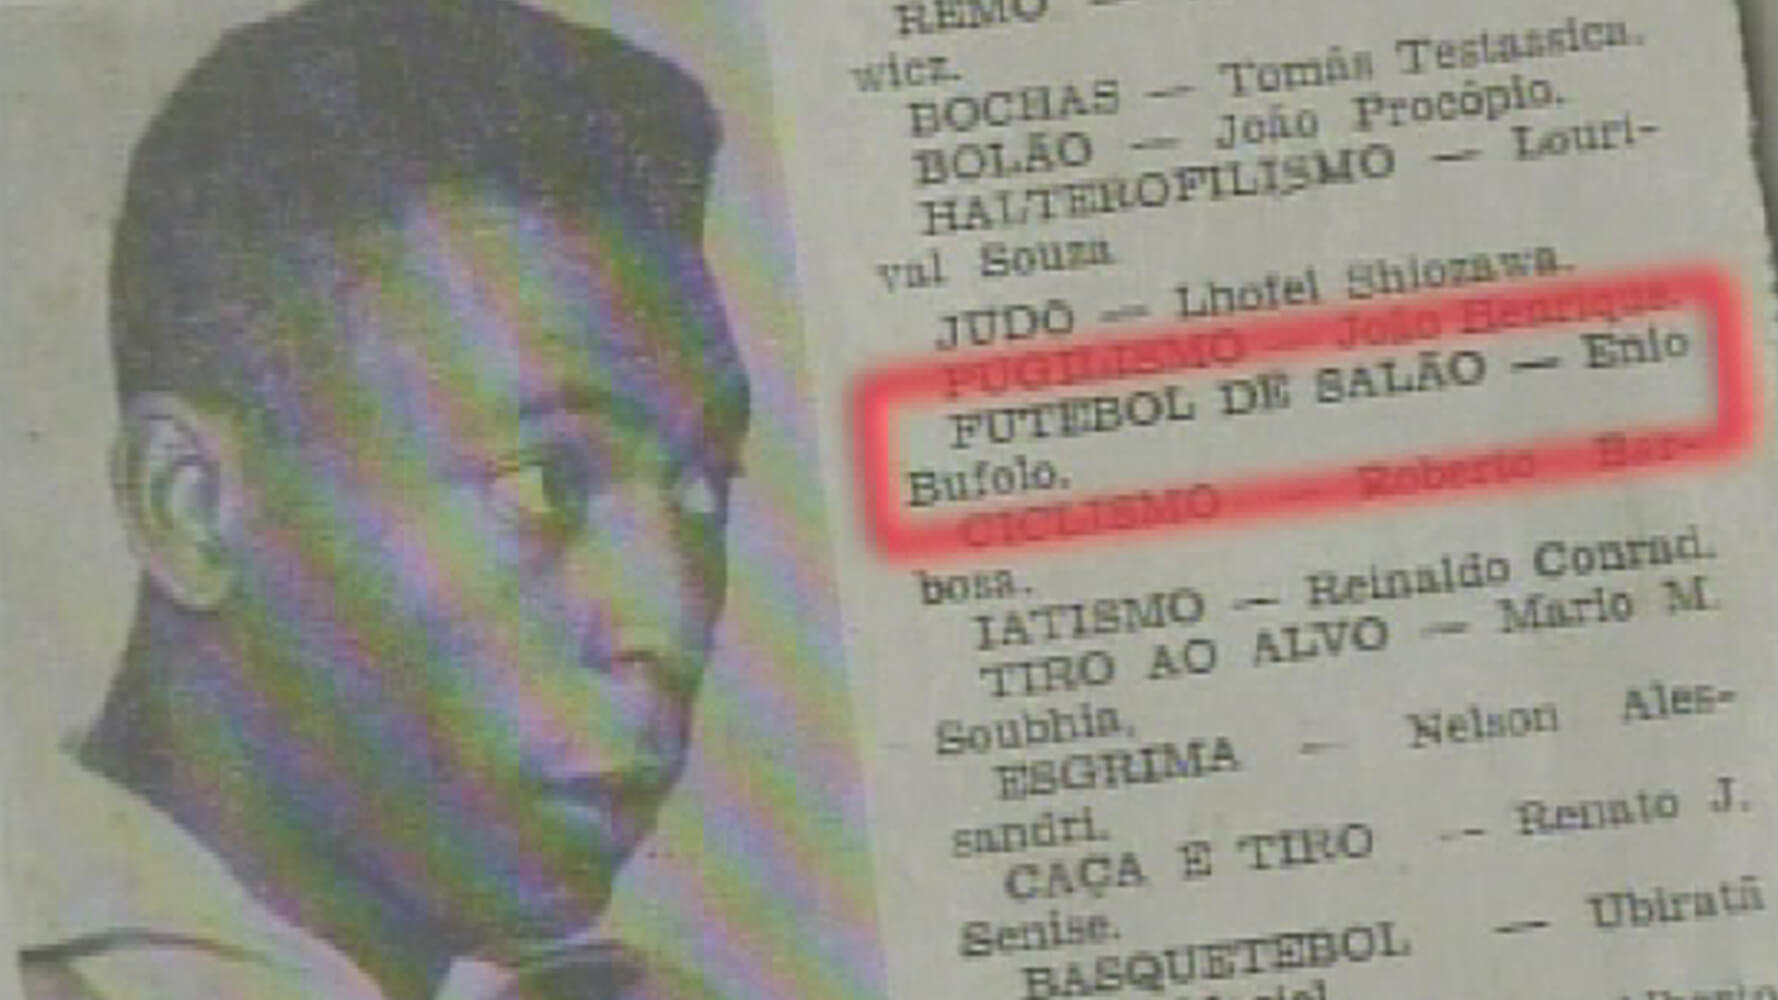 REMO —
wicz.
BOCHAS — Tomás Testassica.
BOLÃO — João Procópio.
HALTEROFILISMO — Louri-
val Souza
JUDÔ — Lhofei Shiozawa.
PUGILISMO — João Henrique.
FUTEBOL DE SALÃO — Enio
Bufolo.
CICLISMO — Roberto Bar-
bosa.
IATISMO — Reinaldo Conrad.
TIRO AO ALVO — Mario M.
Soubhia.
ESGRIMA — Nelson Ales-
sandri.
CAÇA E TIRO — Renato J.
Senise.
BASQUETEBOL — Ubiratã